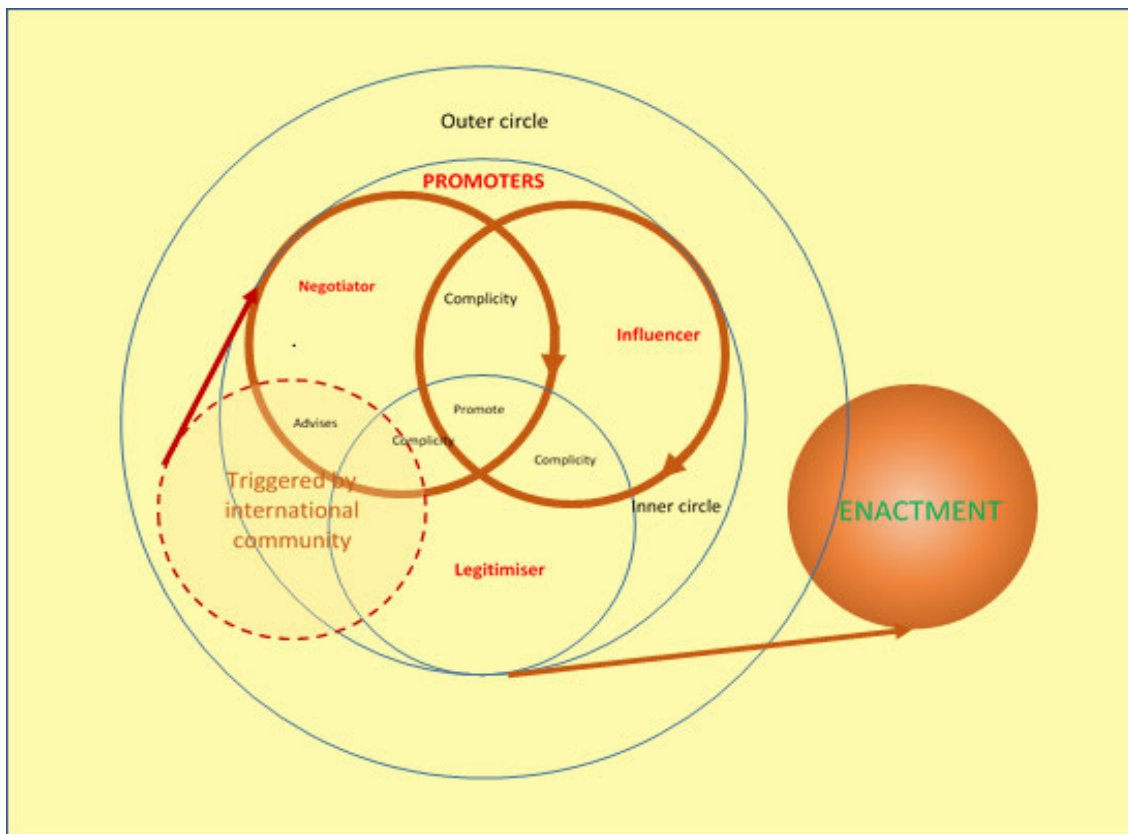 Outer circle
PROMOTERS
Negotiator
Complicity
Influencer
Promote
Advises
Complicity
Complicity
Triggered by
international
community
Inner circle
ENACTMENT
Legitimiser